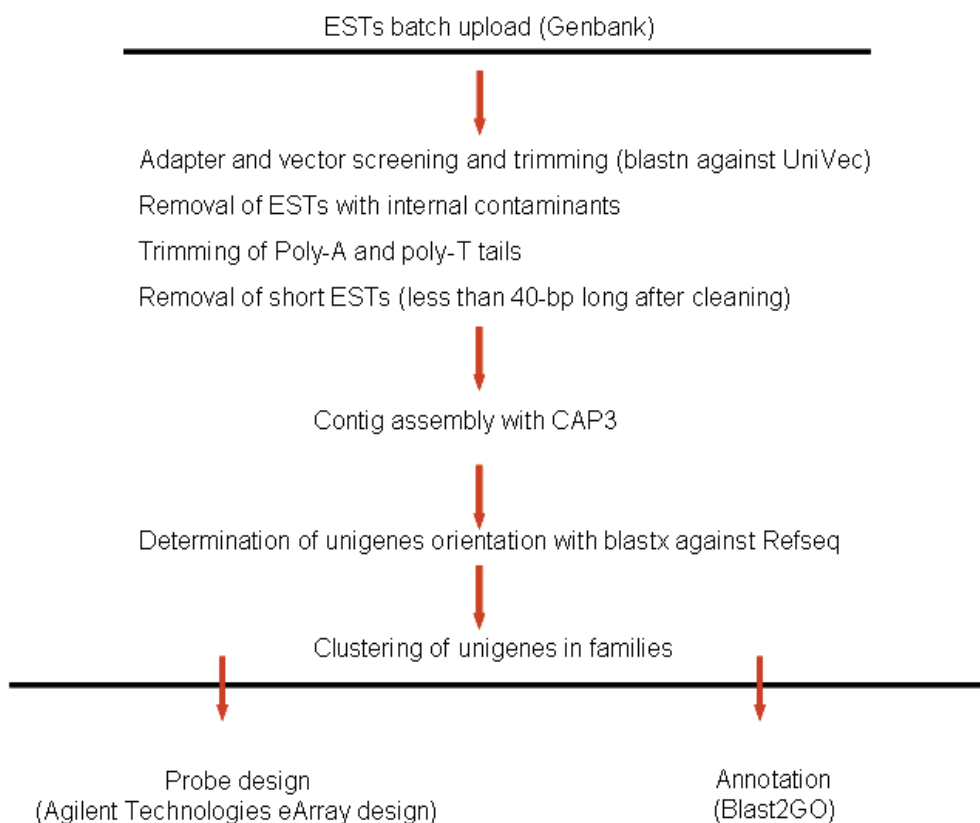 ESTs batch upload (Genbank)
Adapter and vector screening and trimming (blastn against UniVec)
Removal of ESTs with internal contaminants
Trimming of Poly-A and poly-T tails
Removal of short ESTs (less than 40-bp long after cleaning)
Contig assembly with CAP3
Determination of unigenes orientation with blastx against Refseq
Clustering of unigenes in families
Probe design
(Agilent Technologies eArray design)
Annotation
(Blast2GO)